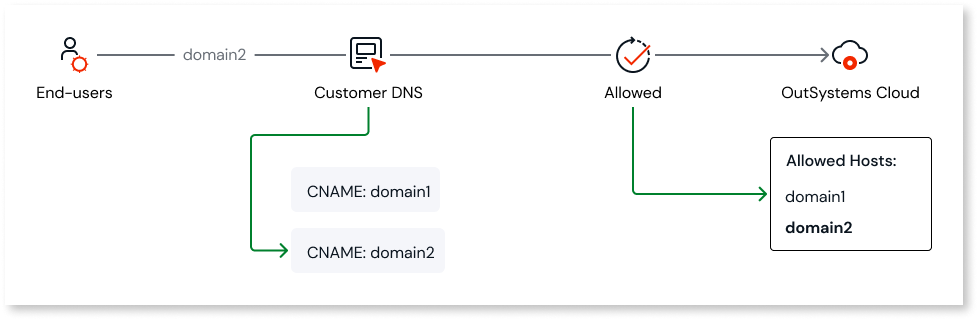 domain2
End-users
Customer DNS
Allowed
OutSystems Cloud
CNAME: domain1
CNAME: domain2
Allowed Hosts:
domain1
domain2